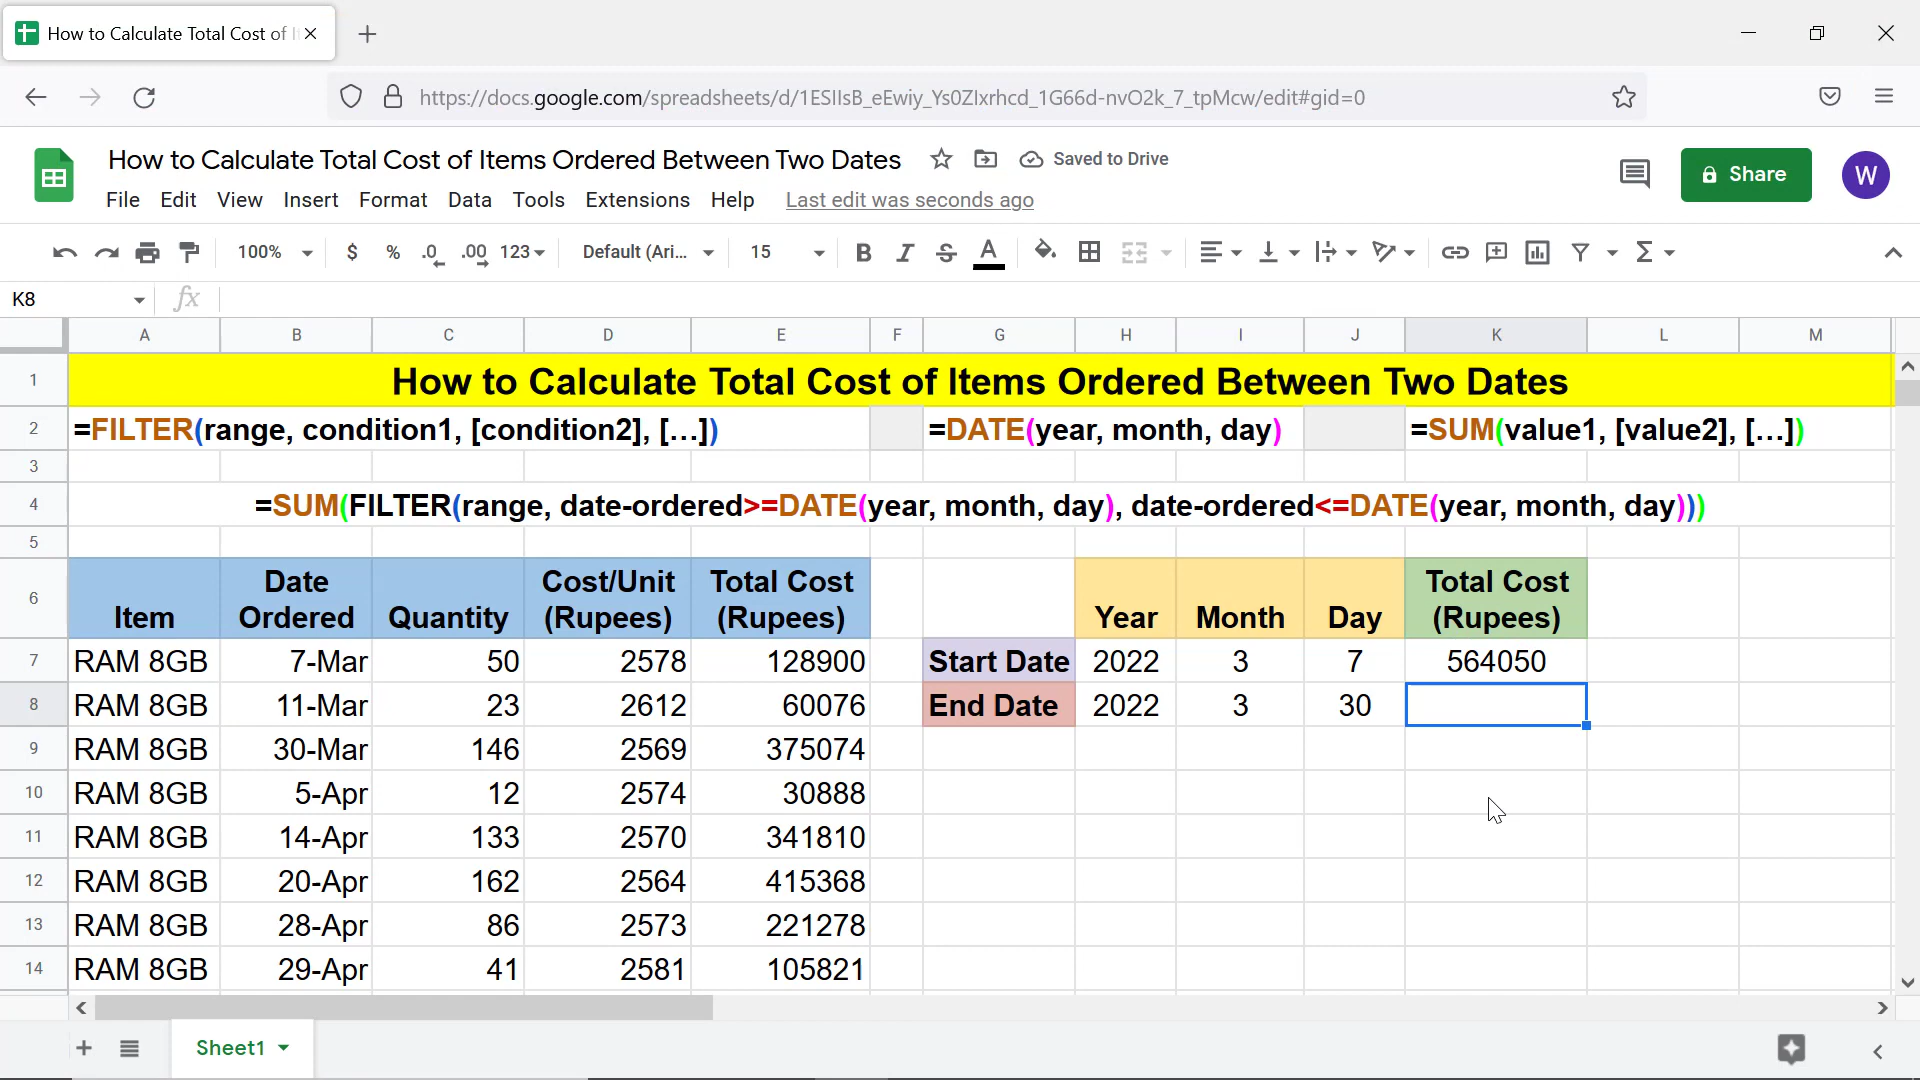 How to Calculate Total Cost of
https://docs.google.com/spreadsheets/d/1ESIIsB_eEwiy_Ys0ZIxrhcd_1G66d-nvO2k_7_tpMcw/edit#gid=0
How to Calculate Total Cost of Items Ordered Between Two Dates Saved to Drive
Share
W
File Edit View Insert Format Data Tools Extensions Help Last edit was seconds ago
100% $ % .0 .00 123 Default (Ari... 15 B I S A
K8 fx
A B C D E F G H I J K L M
1 How to Calculate Total Cost of Items Ordered Between Two Dates
2 =FILTER(range, condition1, [condition2], [...]) =DATE(year, month, day) =SUM(value1, [value2], [...])
3
4 =SUM(FILTER(range, date-ordered>=DATE(year, month, day), date-ordered<=DATE(year, month, day)))
5
6 Item Date Ordered Quantity Cost/Unit (Rupees) Total Cost (Rupees) Year Month Day Total Cost (Rupees)
7 RAM 8GB 7-Mar 50 2578 128900 Start Date 2022 3 7 564050
8 RAM 8GB 11-Mar 23 2612 60076 End Date 2022 3 30
9 RAM 8GB 30-Mar 146 2569 375074
10 RAM 8GB 5-Apr 12 2574 30888
11 RAM 8GB 14-Apr 133 2570 341810
12 RAM 8GB 20-Apr 162 2564 415368
13 RAM 8GB 28-Apr 86 2573 221278
14 RAM 8GB 29-Apr 41 2581 105821
Sheet1